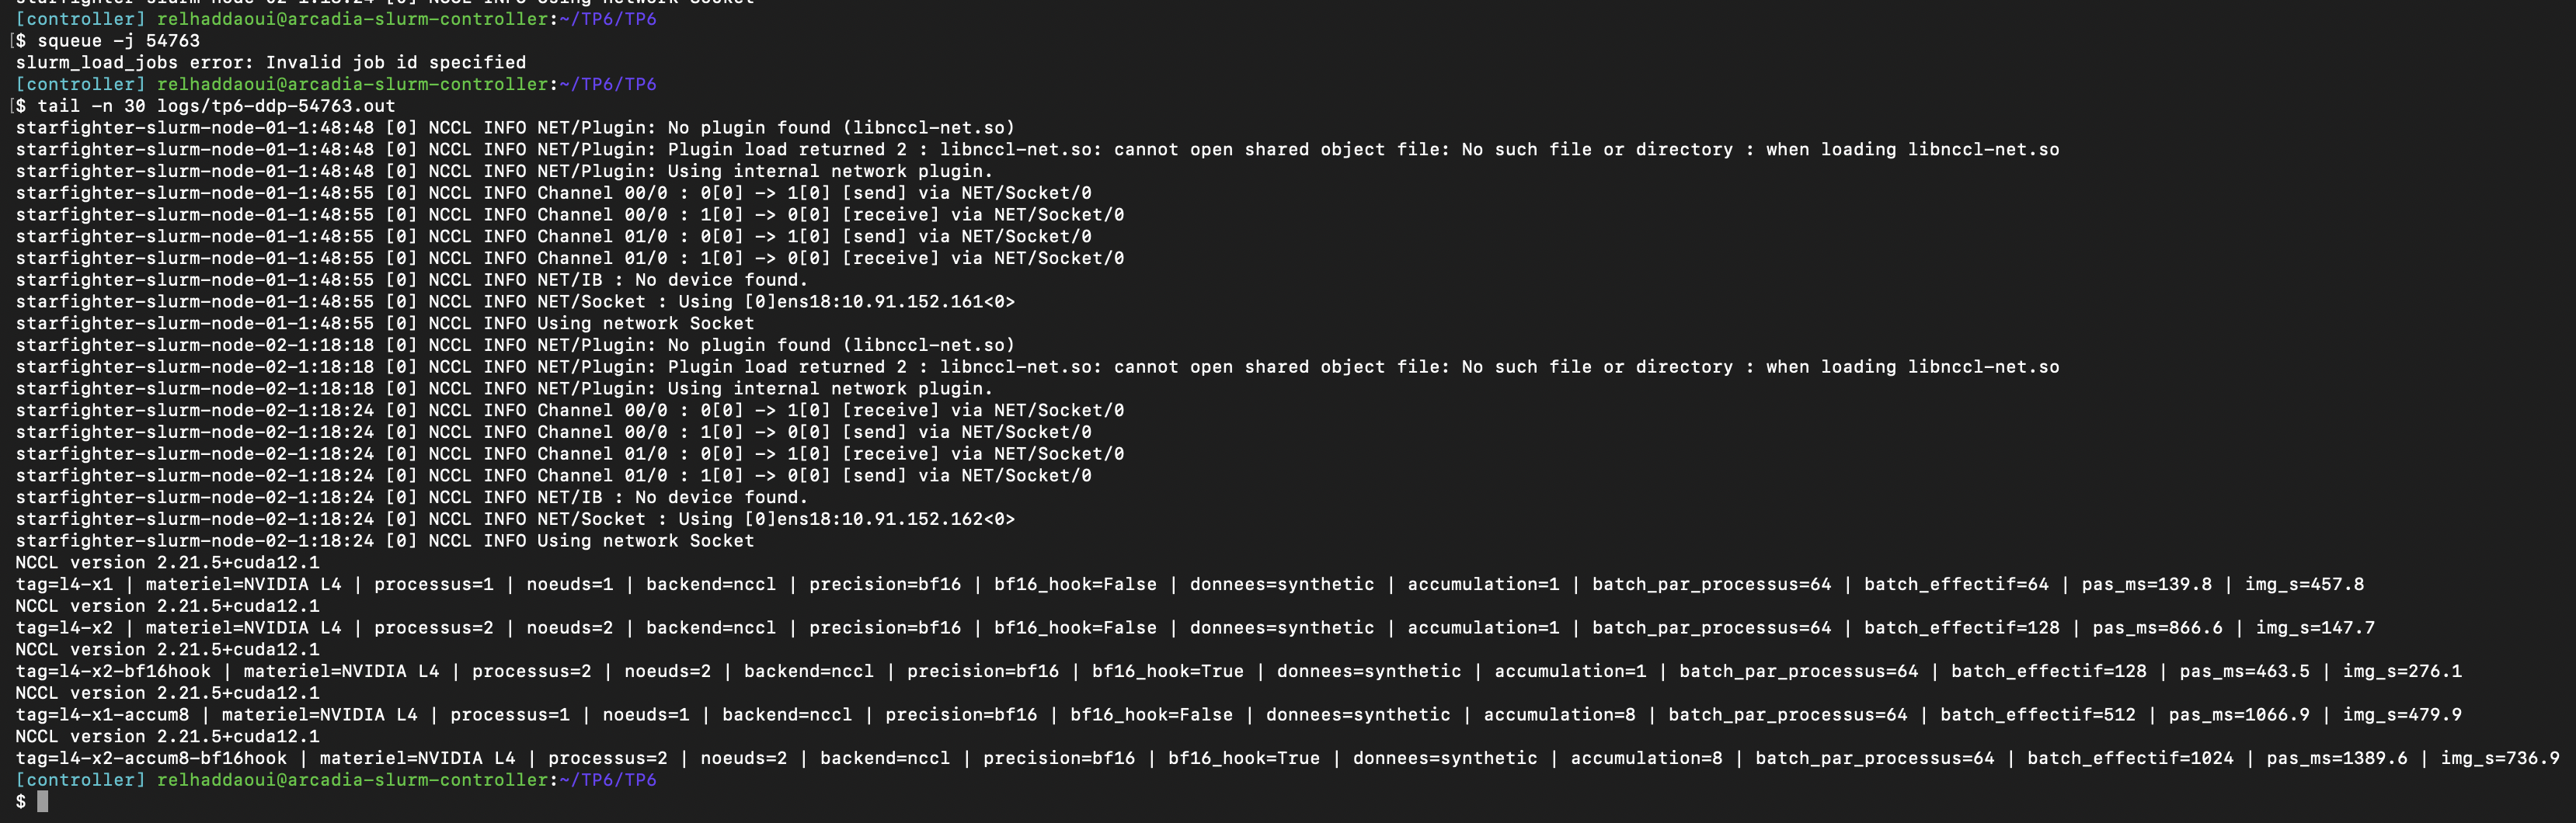 [controller] relhaddaoui@arcadia-slurm-controller:~/TP6/TP6
[$ squeue -j 54763
slurm_load_jobs error: Invalid job id specified
[controller] relhaddaoui@arcadia-slurm-controller:~/TP6/TP6
[$ tail -n 30 logs/tp6-ddp-54763.out
starfighter-slurm-node-01-1:48:48 [0] NCCL INFO NET/Plugin: No plugin found (libnccl-net.so)
starfighter-slurm-node-01-1:48:48 [0] NCCL INFO NET/Plugin: Plugin load returned 2 : libnccl-net.so: cannot open shared object file: No such file or directory : when loading libnccl-net.so
starfighter-slurm-node-01-1:48:48 [0] NCCL INFO NET/Plugin: Using internal network plugin.
starfighter-slurm-node-01-1:48:55 [0] NCCL INFO Channel 00/0 : 0[0] -> 1[0] [send] via NET/Socket/0
starfighter-slurm-node-01-1:48:55 [0] NCCL INFO Channel 00/0 : 1[0] -> 0[0] [receive] via NET/Socket/0
starfighter-slurm-node-01-1:48:55 [0] NCCL INFO Channel 01/0 : 0[0] -> 1[0] [send] via NET/Socket/0
starfighter-slurm-node-01-1:48:55 [0] NCCL INFO Channel 01/0 : 1[0] -> 0[0] [receive] via NET/Socket/0
starfighter-slurm-node-01-1:48:55 [0] NCCL INFO NET/IB : No device found.
starfighter-slurm-node-01-1:48:55 [0] NCCL INFO NET/Socket : Using [0]ens18:10.91.152.161<0>
starfighter-slurm-node-01-1:48:55 [0] NCCL INFO Using network Socket
starfighter-slurm-node-02-1:18:18 [0] NCCL INFO NET/Plugin: No plugin found (libnccl-net.so)
starfighter-slurm-node-02-1:18:18 [0] NCCL INFO NET/Plugin: Plugin load returned 2 : libnccl-net.so: cannot open shared object file: No such file or directory : when loading libnccl-net.so
starfighter-slurm-node-02-1:18:18 [0] NCCL INFO NET/Plugin: Using internal network plugin.
starfighter-slurm-node-02-1:18:24 [0] NCCL INFO Channel 00/0 : 0[0] -> 1[0] [receive] via NET/Socket/0
starfighter-slurm-node-02-1:18:24 [0] NCCL INFO Channel 00/0 : 1[0] -> 0[0] [send] via NET/Socket/0
starfighter-slurm-node-02-1:18:24 [0] NCCL INFO Channel 01/0 : 0[0] -> 1[0] [receive] via NET/Socket/0
starfighter-slurm-node-02-1:18:24 [0] NCCL INFO Channel 01/0 : 1[0] -> 0[0] [send] via NET/Socket/0
starfighter-slurm-node-02-1:18:24 [0] NCCL INFO NET/IB : No device found.
starfighter-slurm-node-02-1:18:24 [0] NCCL INFO NET/Socket : Using [0]ens18:10.91.152.162<0>
starfighter-slurm-node-02-1:18:24 [0] NCCL INFO Using network Socket
NCCL version 2.21.5+cuda12.1
tag=l4-x1 | materiel=NVIDIA L4 | processus=1 | noeuds=1 | backend=nccl | precision=bf16 | bf16_hook=False | donnees=synthetic | accumulation=1 | batch_par_processus=64 | batch_effectif=64 | pas_ms=139.8 | img_s=457.8
NCCL version 2.21.5+cuda12.1
tag=l4-x2 | materiel=NVIDIA L4 | processus=2 | noeuds=2 | backend=nccl | precision=bf16 | bf16_hook=False | donnees=synthetic | accumulation=1 | batch_par_processus=64 | batch_effectif=128 | pas_ms=866.6 | img_s=147.7
NCCL version 2.21.5+cuda12.1
tag=l4-x2-bf16hook | materiel=NVIDIA L4 | processus=2 | noeuds=2 | backend=nccl | precision=bf16 | bf16_hook=True | donnees=synthetic | accumulation=1 | batch_par_processus=64 | batch_effectif=128 | pas_ms=463.5 | img_s=276.1
NCCL version 2.21.5+cuda12.1
tag=l4-x1-accum8 | materiel=NVIDIA L4 | processus=1 | noeuds=1 | backend=nccl | precision=bf16 | bf16_hook=False | donnees=synthetic | accumulation=8 | batch_par_processus=64 | batch_effectif=512 | pas_ms=1066.9 | img_s=479.9
NCCL version 2.21.5+cuda12.1
tag=l4-x2-accum8-bf16hook | materiel=NVIDIA L4 | processus=2 | noeuds=2 | backend=nccl | precision=bf16 | bf16_hook=True | donnees=synthetic | accumulation=8 | batch_par_processus=64 | batch_effectif=1024 | pas_ms=1389.6 | img_s=736.9
[controller] relhaddaoui@arcadia-slurm-controller:~/TP6/TP6
$